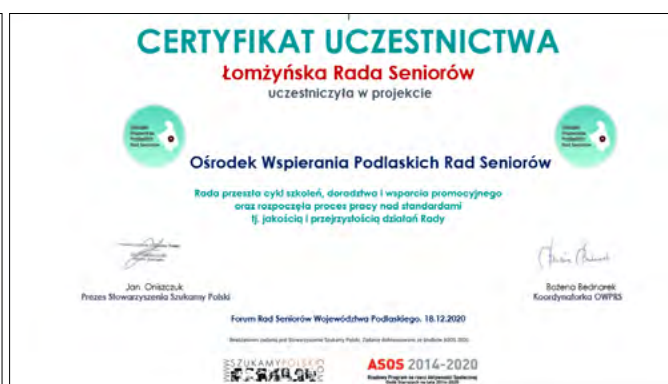 CERTYFIKAT UCZESTNICTWA
Łomżyńska Rada Seniorów
uczestniczyła w projekcie
Ośrodek Wspierania Podlaskich Rad Seniorów
Rada przeszła cykl szkoleń, doradztwa i wsparcia promocyjnego
oraz rozpoczęła proces pracy nad standardami
tj. jakością i przejrzystością działań Rady
Jan Oniszczuk
Prezes Stowarzyszenia Szukamy Polski
Bożena Bednarek
Koordynatorka OWPRS
Forum Rad Seniorów Województwa Podlaskiego, 18.12.2020
SZUKAMYPOLSKI
ASOS 2014-2020